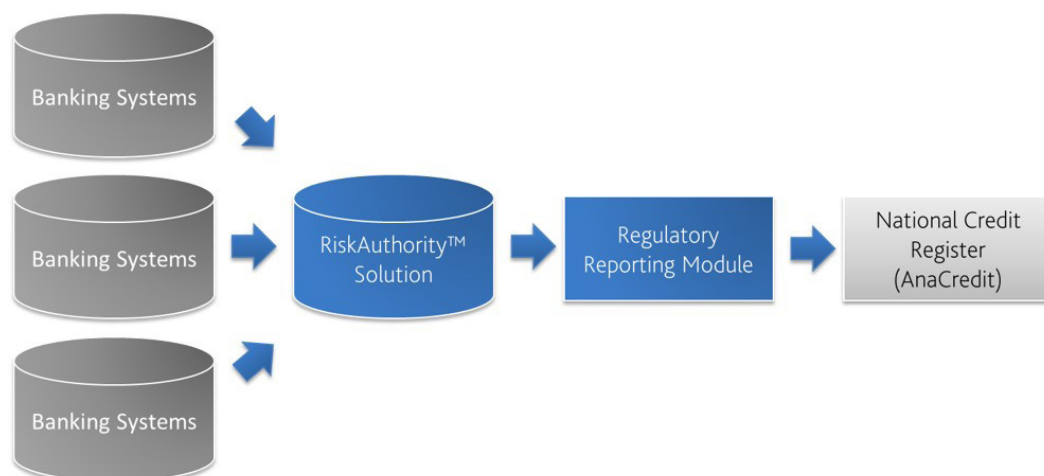 Banking Systems
Banking Systems
Banking Systems
RiskAuthority™
Solution
Regulatory
Reporting Module
National Credit
Register
(AnaCredit)